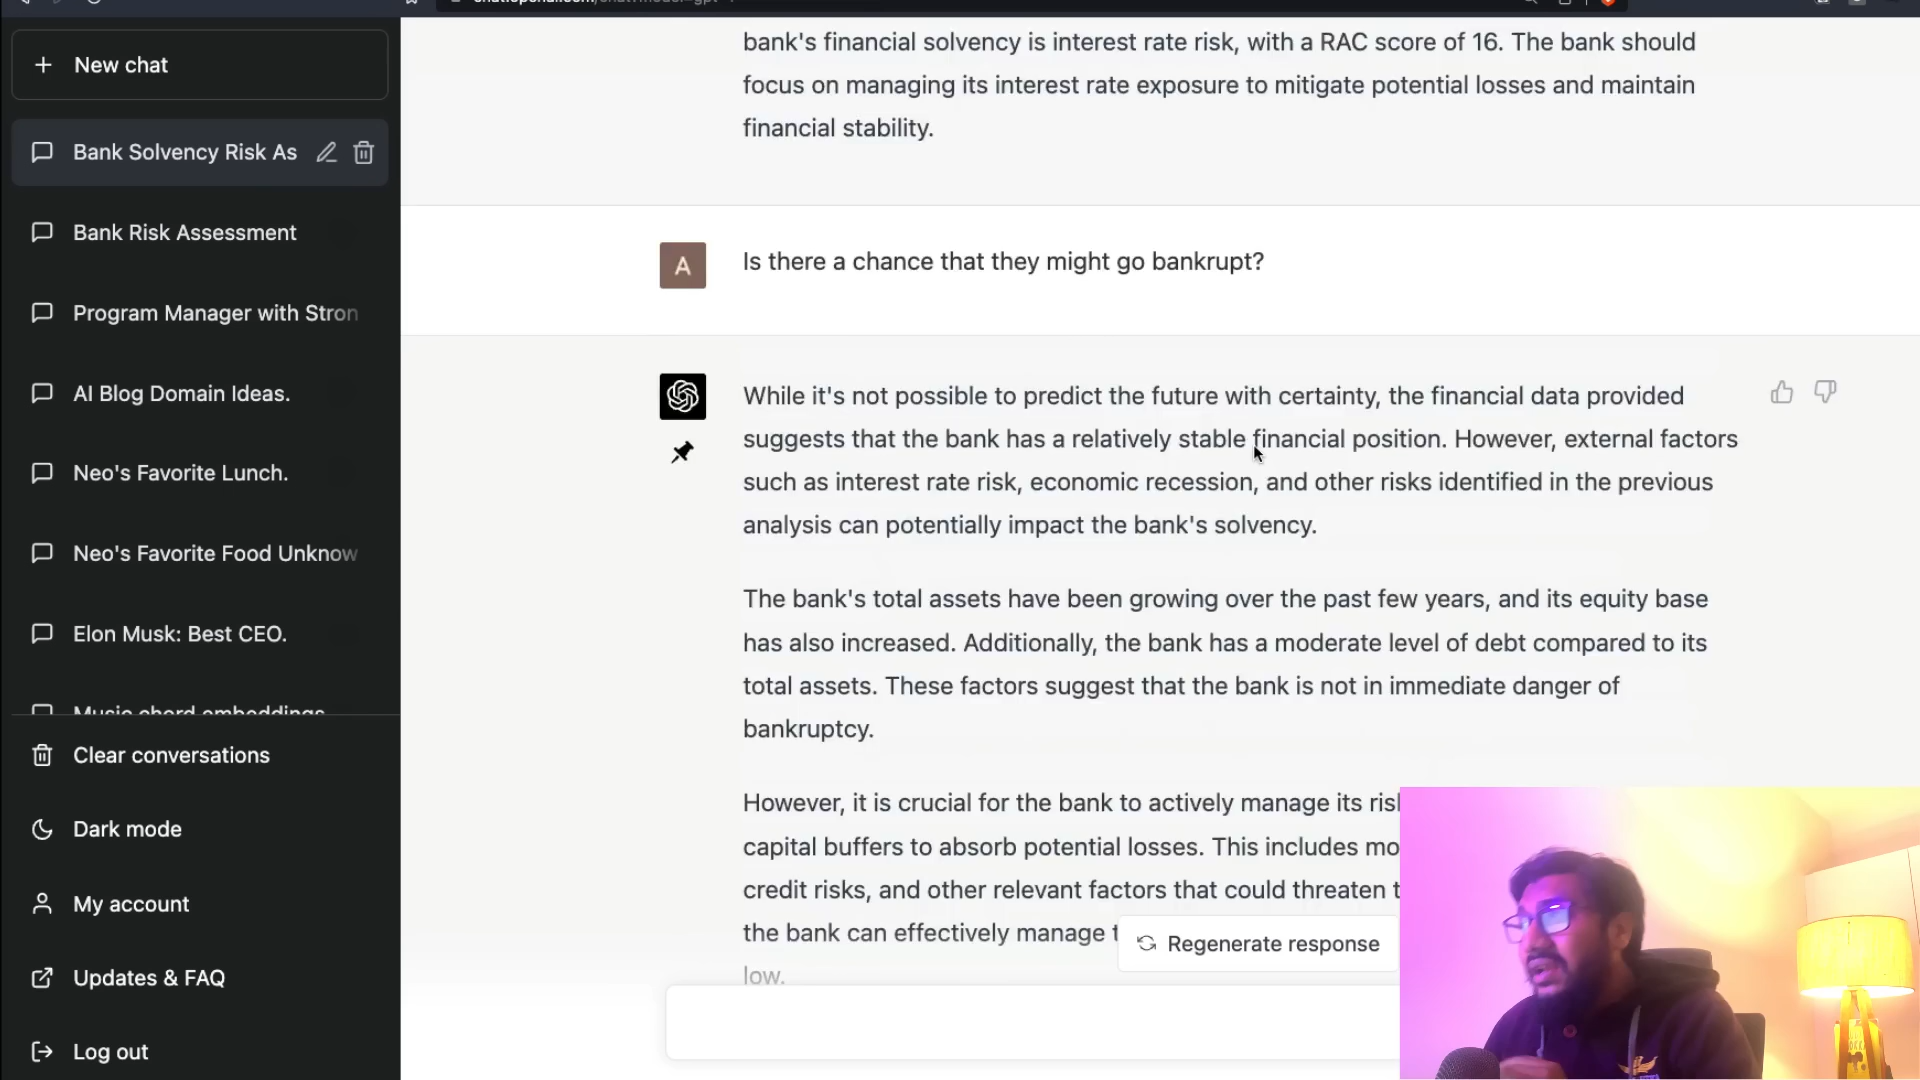 New chat
Bank Solvency Risk As
Bank Risk Assessment
Program Manager with Stron
AI Blog Domain Ideas.
Neo's Favorite Lunch.
Neo's Favorite Food Unknow
Elon Musk: Best CEO.
Music chord embeddings
Clear conversations
Dark mode
My account
Updates & FAQ
Log out
bank's financial solvency is interest rate risk, with a RAC score of 16. The bank should
focus on managing its interest rate exposure to mitigate potential losses and maintain
financial stability.
A
Is there a chance that they might go bankrupt?
While it's not possible to predict the future with certainty, the financial data provided
suggests that the bank has a relatively stable financial position. However, external factors
such as interest rate risk, economic recession, and other risks identified in the previous
analysis can potentially impact the bank's solvency.
The bank's total assets have been growing over the past few years, and its equity base
has also increased. Additionally, the bank has a moderate level of debt compared to its
total assets. These factors suggest that the bank is not in immediate danger of
bankruptcy.
However, it is crucial for the bank to actively manage its ris
capital buffers to absorb potential losses. This includes mo
credit risks, and other relevant factors that could threaten t
the bank can effectively manage t
low.
Regenerate response